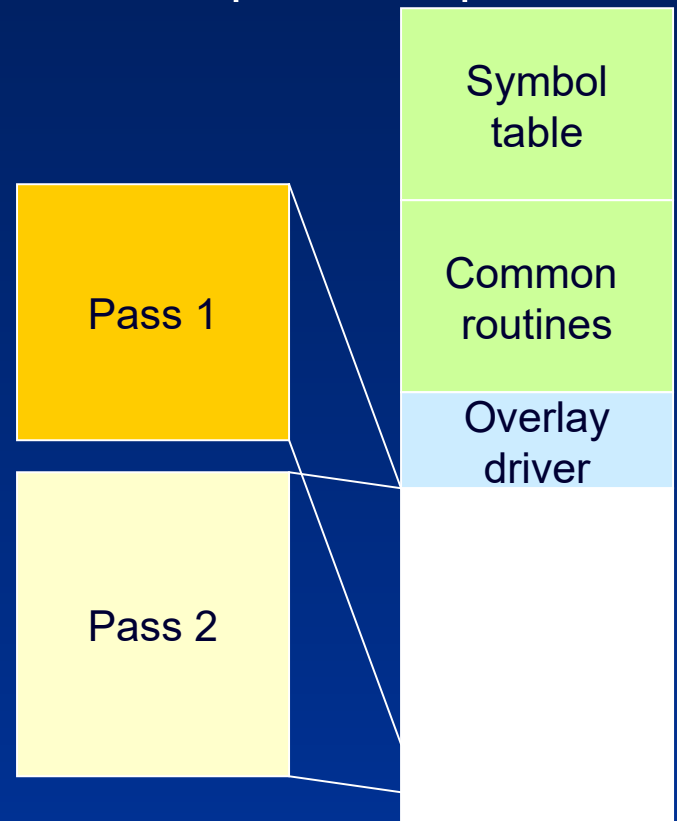 Symbol
table
Common
routines
Overlay
driver
Pass 1
Pass 2